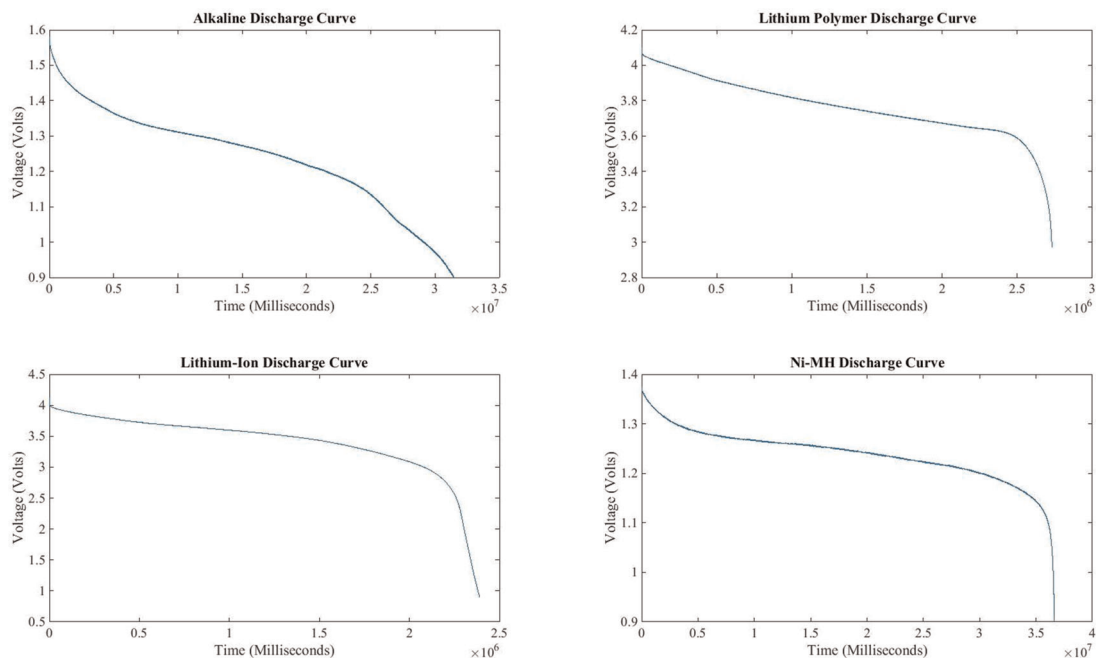 Alkaline Discharge Curve
1.6
1.5
1.4
1.3
1.2
1.1
1
0.9
Voltage (Volts)
0 0.5 1 1.5 2 2.5 3 3.5
Time (Milliseconds)
×10^7
Lithium Polymer Discharge Curve
4.2
4
3.8
3.6
3.4
3.2
3
2.8
Voltage (Volts)
0 0.5 1 1.5 2 2.5 3
Time (Milliseconds)
×10^6
Lithium-Ion Discharge Curve
4.5
4
3.5
3
2.5
2
1.5
1
0.5
Voltage (Volts)
0 0.5 1 1.5 2 2.5
Time (Milliseconds)
×10^6
Ni-MH Discharge Curve
1.4
1.3
1.2
1.1
1
0.9
Voltage (Volts)
0 0.5 1 1.5 2 2.5 3 3.5 4
Time (Milliseconds)
×10^7